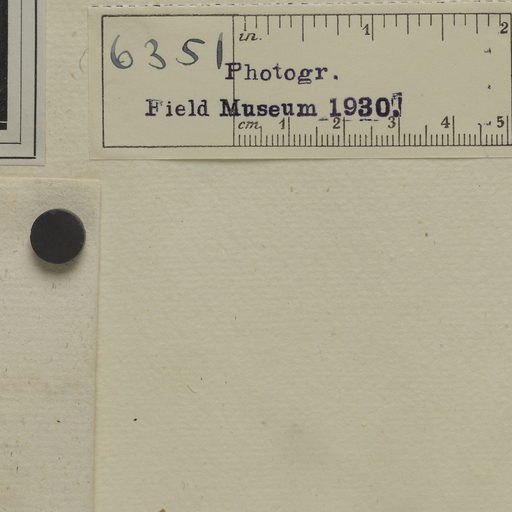 6351
in. 1 2
Photogr.
Field Museum 1930.
cm. 1 2 3 4 5